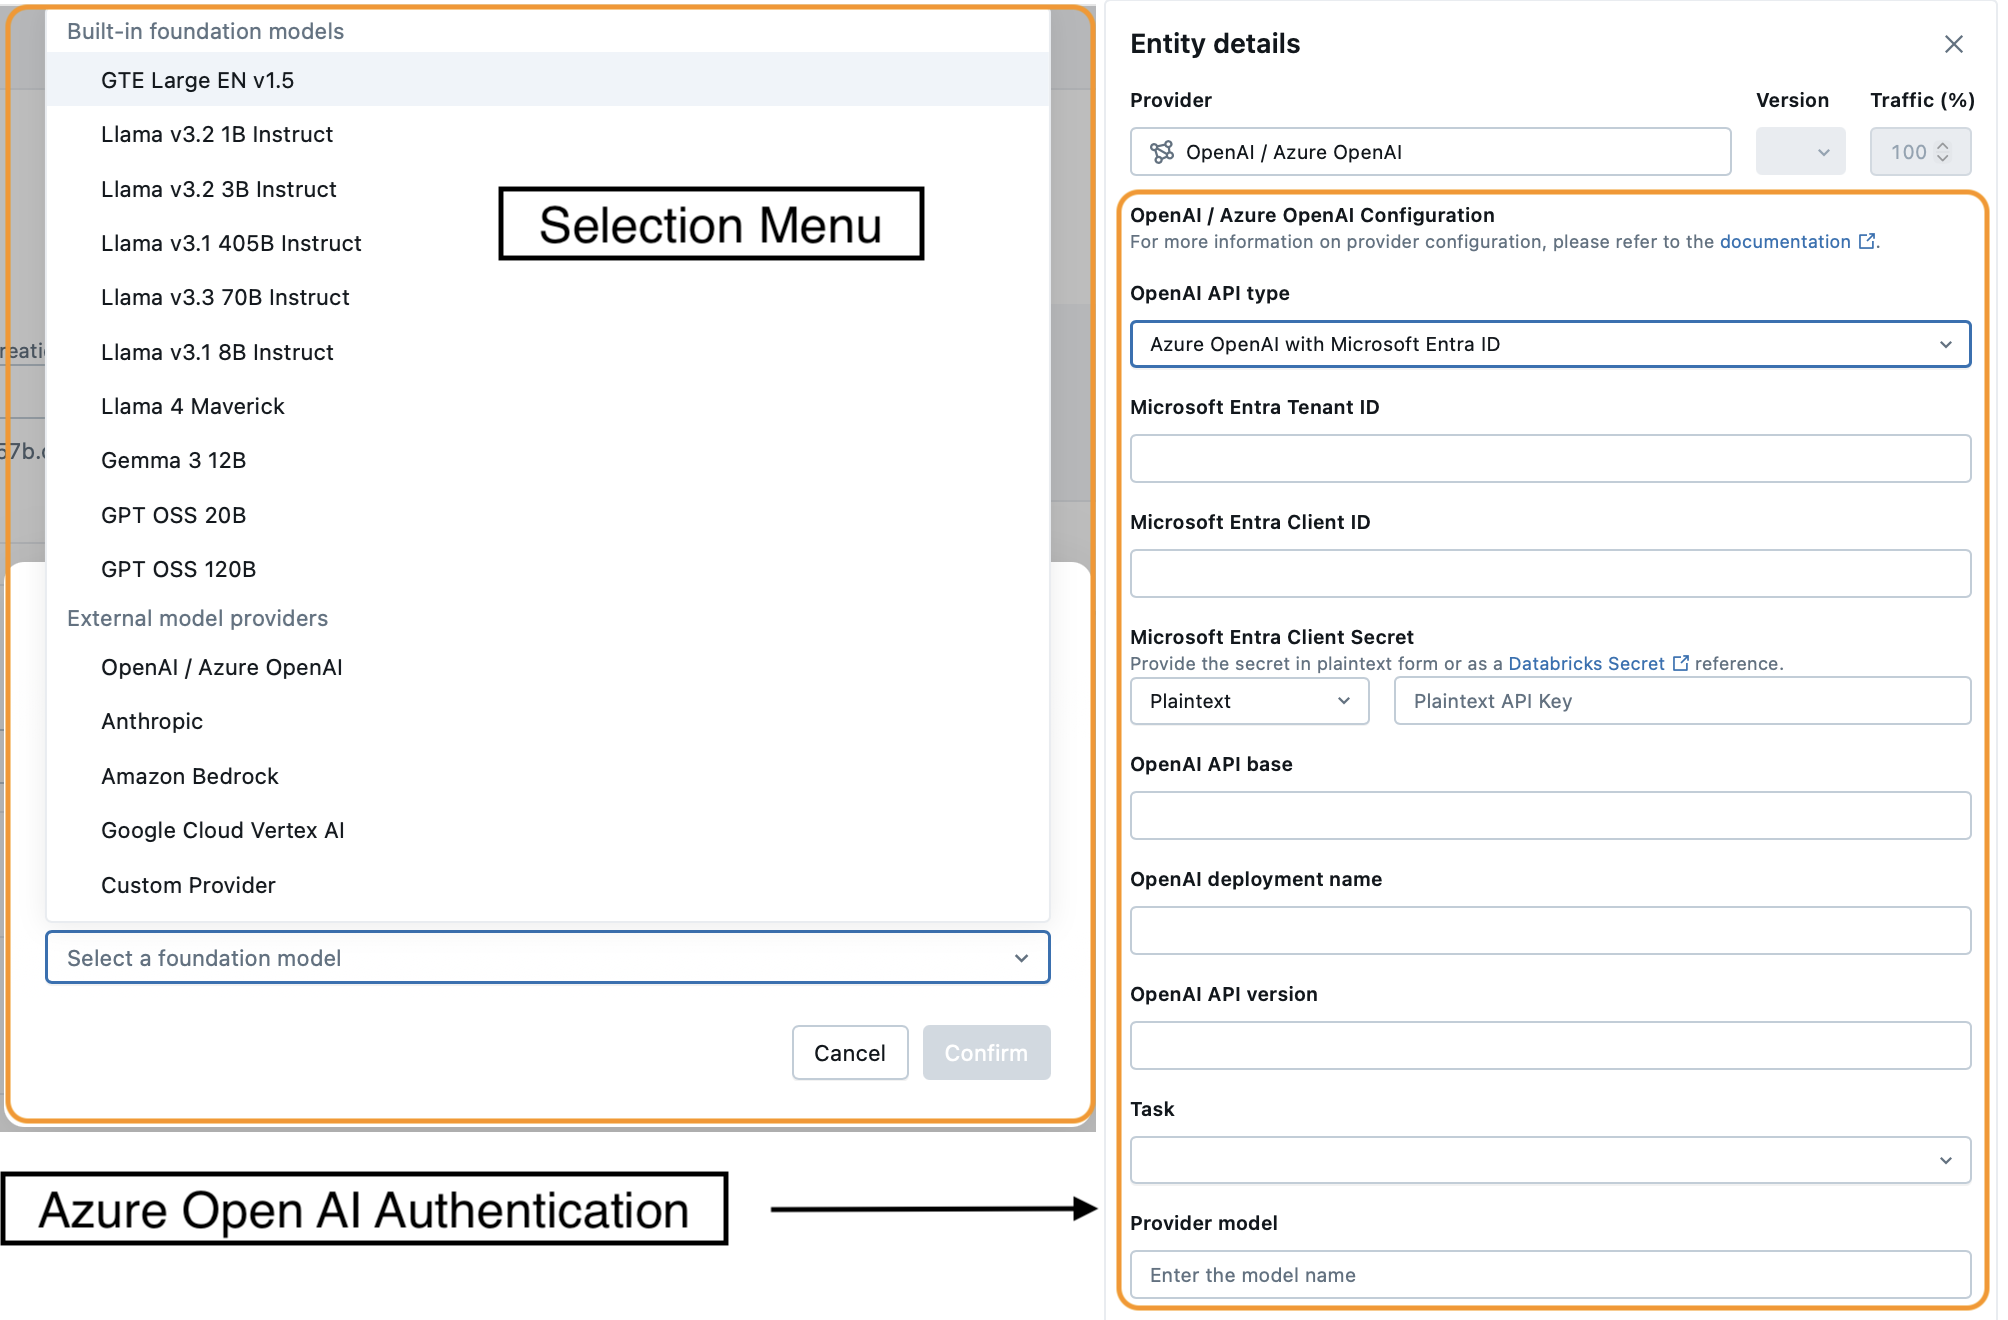 Built-in foundation models
GTE Large EN v1.5
Llama v3.2 1B Instruct
Llama v3.2 3B Instruct
Llama v3.1 405B Instruct
Llama v3.3 70B Instruct
Llama v3.1 8B Instruct
Llama 4 Maverick
Gemma 3 12B
GPT OSS 20B
GPT OSS 120B
External model providers
OpenAI / Azure OpenAI
Anthropic
Amazon Bedrock
Google Cloud Vertex AI
Custom Provider
Select a foundation model
Cancel Confirm
Selection Menu
Azure Open AI Authentication
Entity details
Provider Version Traffic (%)
OpenAI / Azure OpenAI 100
OpenAI / Azure OpenAI Configuration
For more information on provider configuration, please refer to the documentation.
OpenAI API type
Azure OpenAI with Microsoft Entra ID
Microsoft Entra Tenant ID
Microsoft Entra Client ID
Microsoft Entra Client Secret
Provide the secret in plaintext form or as a Databricks Secret reference.
Plaintext Plaintext API Key
OpenAI API base
OpenAI deployment name
OpenAI API version
Task
Provider model
Enter the model name